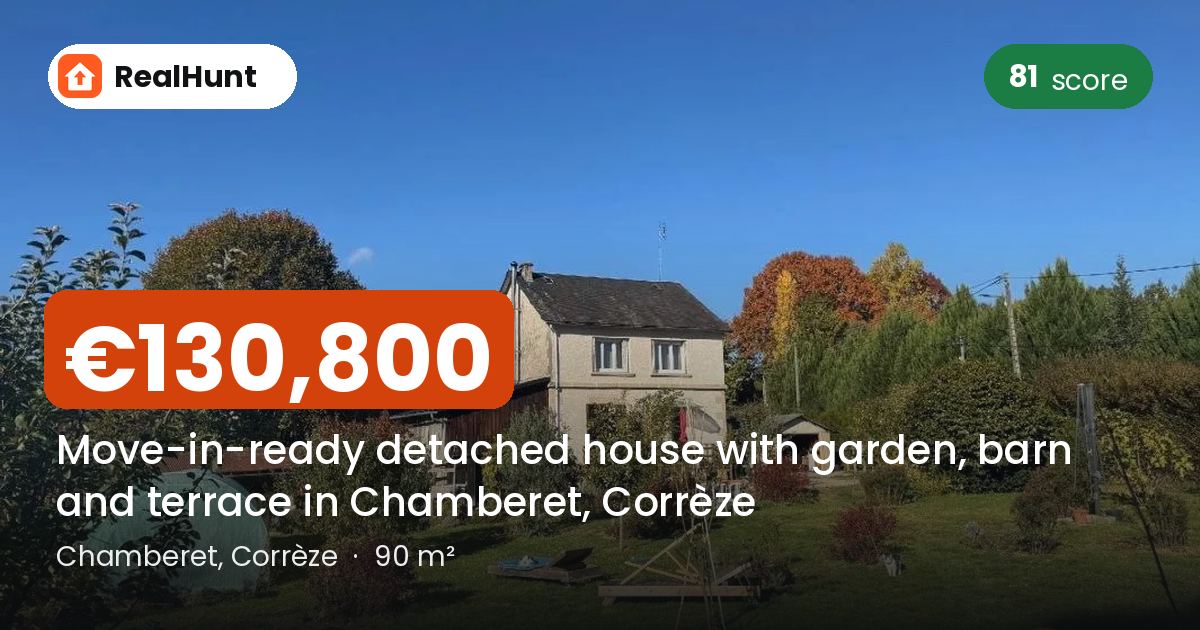 RealHunt
81 score
€130,800
Move-in-ready detached house with garden, barn
and terrace in Chamberet, Corrèze
Chamberet, Corrèze · 90 m²